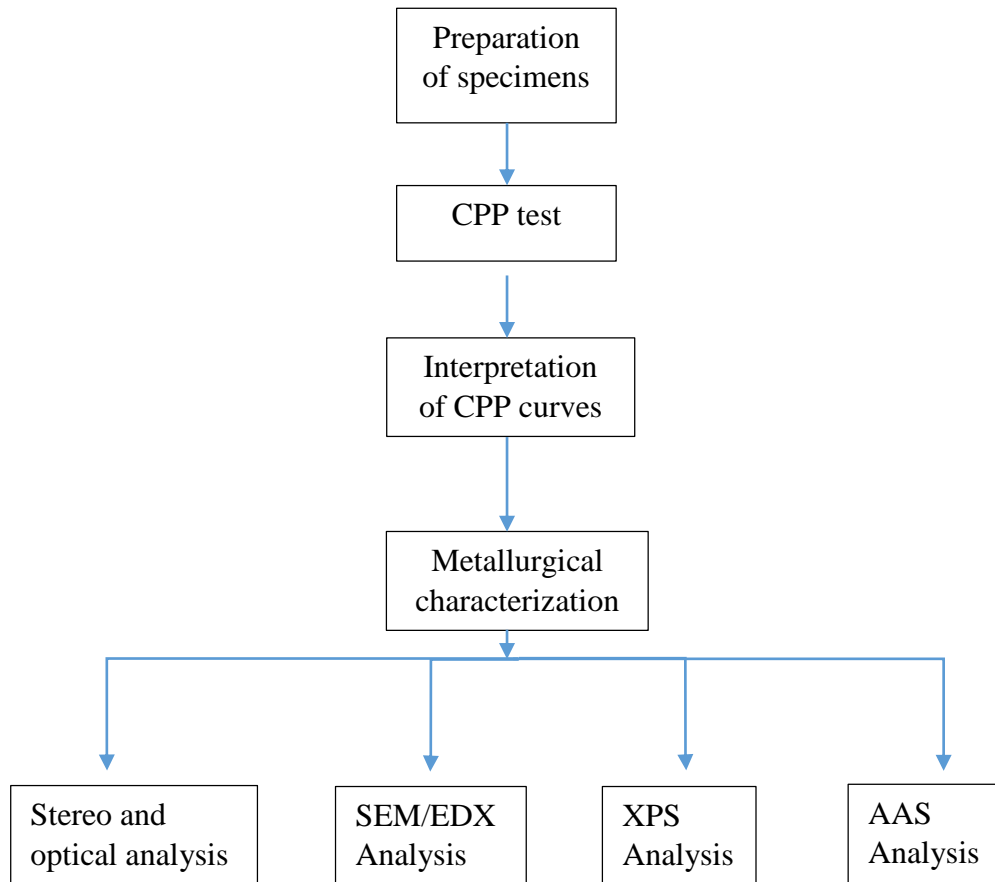 Preparation
of specimens
CPP test
Interpretation
of CPP curves
Metallurgical
characterization
Stereo and
optical analysis
SEM/EDX
Analysis
XPS
Analysis
AAS
Analysis